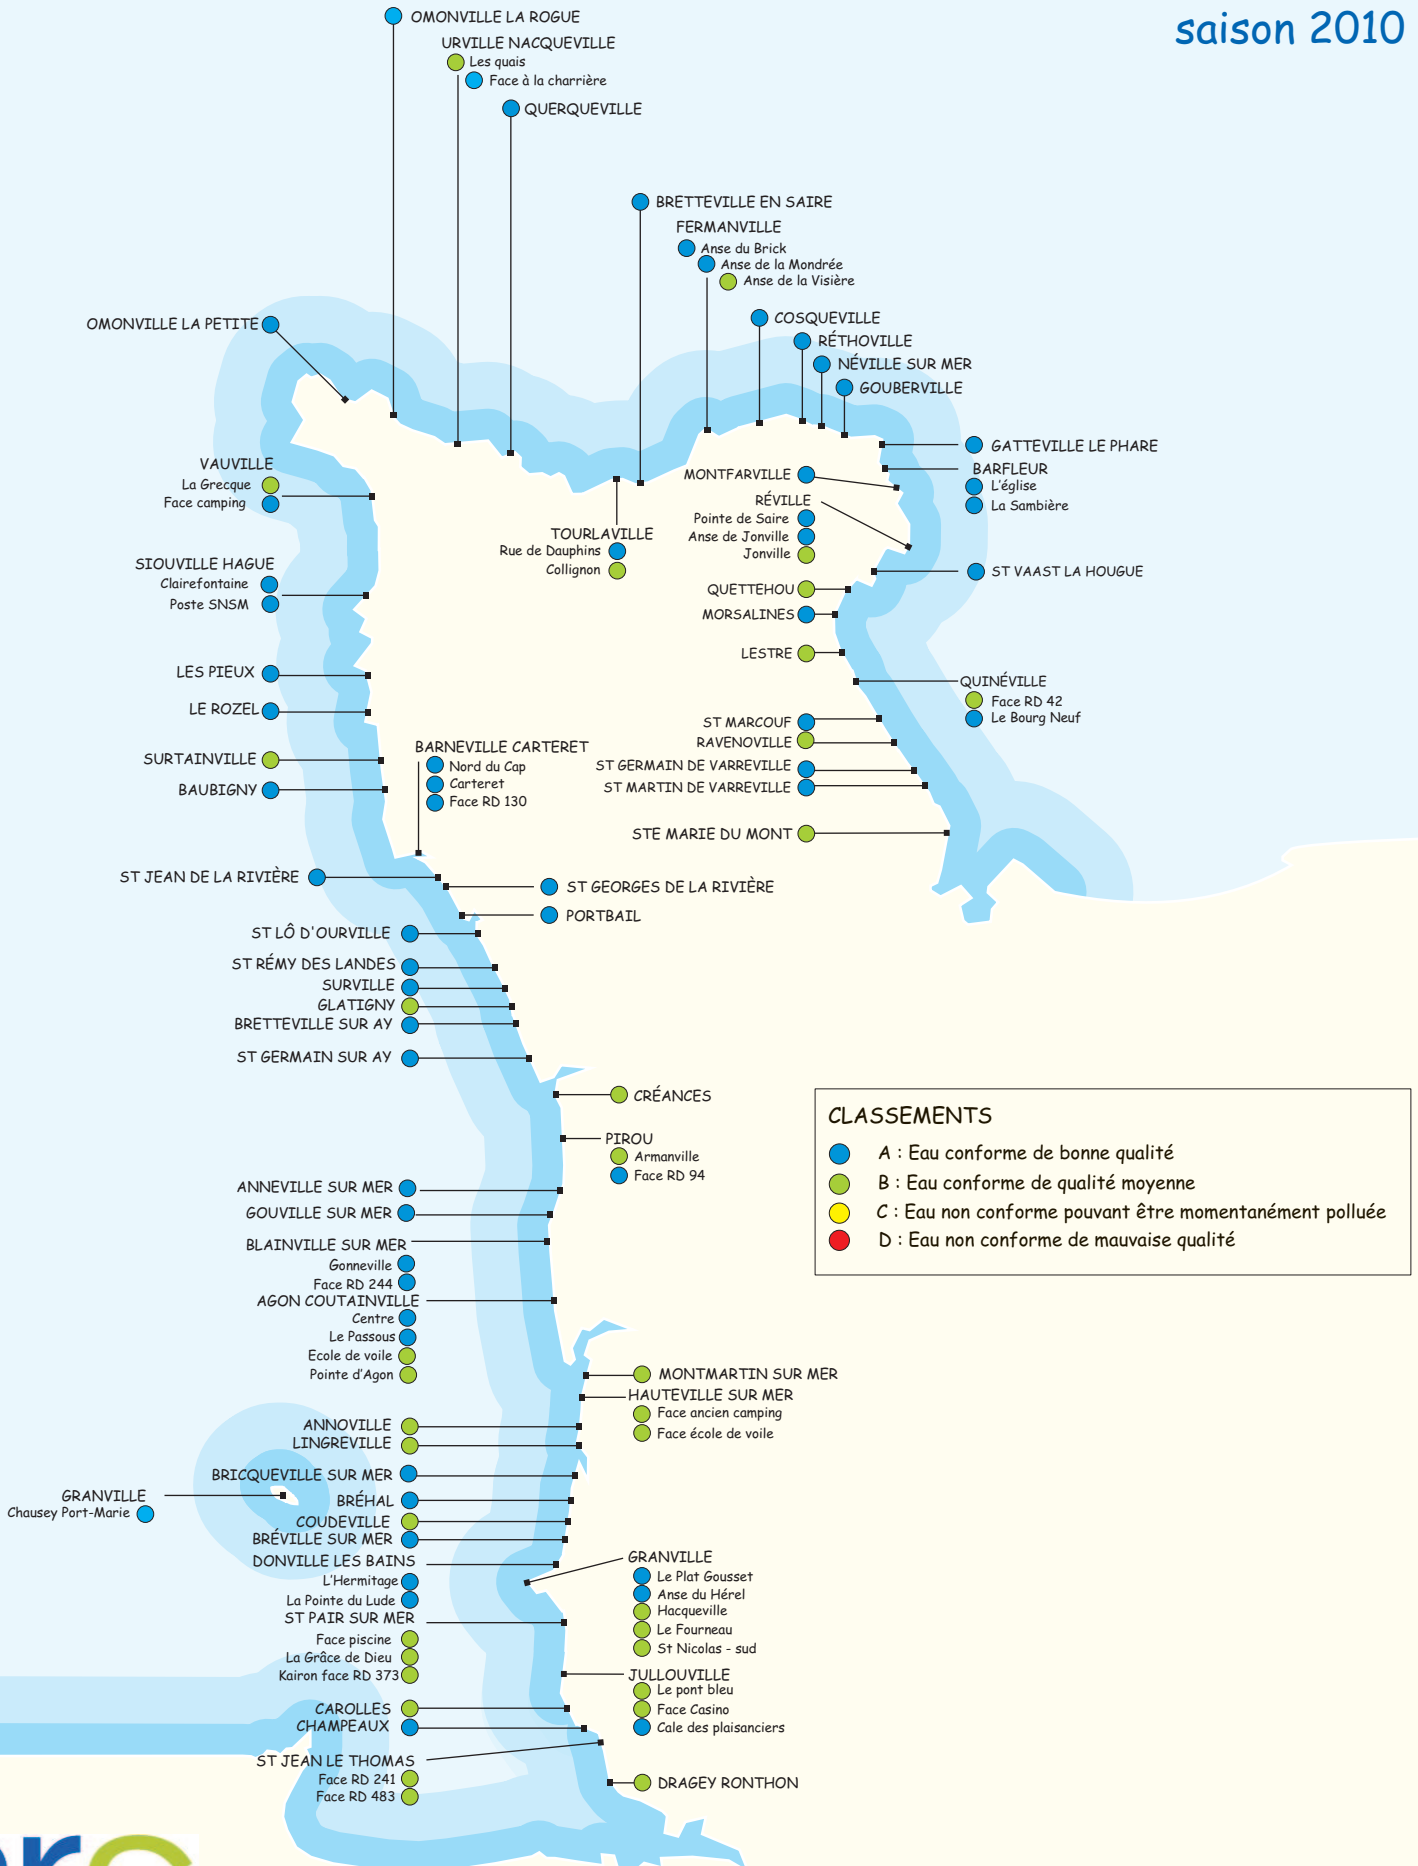 saison 2010
OMONVILLE LA ROGUE
URVILLE NACQUEVILLE
Les quais
Face à la charrière
QUERQUEVILLE
BRETTEVILLE EN SAIRE
FERMANVILLE
Anse du Brick
Anse de la Mondrée
Anse de la Visière
COSQUEVILLE
RÉTHOVILLE
NÉVILLE SUR MER
GOUBERVILLE
OMONVILLE LA PETITE
GATTEVILLE LE PHARE
BARFLEUR
L'église
La Sambière
MONTFARVILLE
RÉVILLE
Pointe de Saire
Anse de Jonville
Jonville
VAUVILLE
La Grecque
Face camping
TOURLAVILLE
Rue de Dauphins
Collignon
SIOUVILLE HAGUE
Clairefontaine
Poste SNSM
ST VAAST LA HOUGUE
QUETTEHOU
MORSALINES
LESTRE
LES PIEUX
LE ROZEL
QUINÉVILLE
Face RD 42
Le Bourg Neuf
ST MARCOUF
RAVENOVILLE
ST GERMAIN DE VARREVILLE
ST MARTIN DE VARREVILLE
STE MARIE DU MONT
SURTAINVILLE
BAUBIGNY
BARNEVILLE CARTERET
Nord du Cap
Carteret
Face RD 130
ST JEAN DE LA RIVIÈRE
ST GEORGES DE LA RIVIÈRE
PORTBAIL
ST LÔ D'OURVILLE
ST RÉMY DES LANDES
SURVILLE
GLATIGNY
BRETTEVILLE SUR AY
ST GERMAIN SUR AY
CRÉANCES
PIROU
Armanville
Face RD 94
CLASSEMENTS
A : Eau conforme de bonne qualité
B : Eau conforme de qualité moyenne
C : Eau non conforme pouvant être momentanément polluée
D : Eau non conforme de mauvaise qualité
ANNEVILLE SUR MER
GOUVILLE SUR MER
BLAINVILLE SUR MER
Gonneville
Face RD 244
AGON COUTAINVILLE
Centre
Le Passous
Ecole de voile
Pointe d'Agon
MONTMARTIN SUR MER
HAUTEVILLE SUR MER
Face ancien camping
Face école de voile
ANNOVILLE
LINGREVILLE
BRICQUEVILLE SUR MER
GRANVILLE
Chausey Port-Marie
BRÉHAL
COUDEVILLE
BRÉVILLE SUR MER
DONVILLE LES BAINS
L'Hermitage
La Pointe du Lude
GRANVILLE
Le Plat Gousset
Anse du Hérel
Hacqueville
Le Fourneau
St Nicolas - sud
ST PAIR SUR MER
Face piscine
La Grâce de Dieu
Kairon face RD 373
JULLOUVILLE
Le pont bleu
Face Casino
Cale des plaisanciers
CAROLLES
CHAMPEAUX
ST JEAN LE THOMAS
Face RD 241
Face RD 483
DRAGEY RONTHON